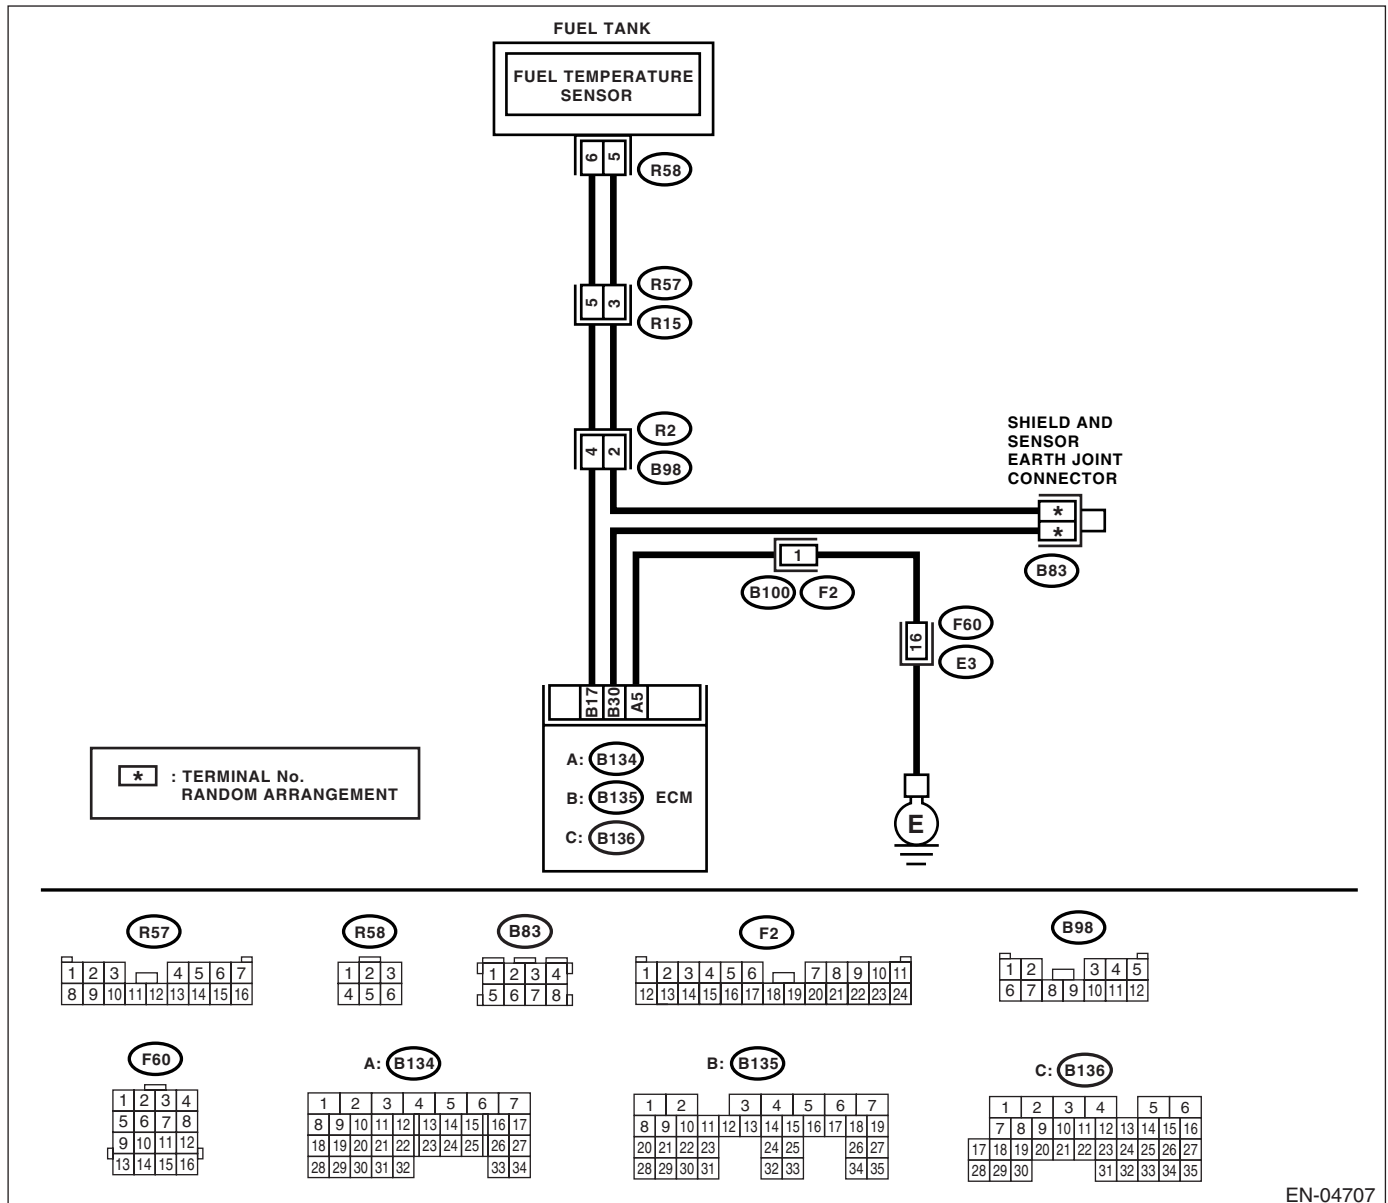 FUEL TANK
FUEL TEMPERATURE
SENSOR
6 5
R58
R57
5 3
R15
R2
4 2
B98
SHIELD AND
SENSOR
EARTH JOINT
CONNECTOR
*
*
B83
1
B100 F2
F60
16
E3
B17 B30 A5
A: B134
B: B135 ECM
C: B136
E
* : TERMINAL No.
RANDOM ARRANGEMENT
R57
1 2 3 4 5 6 7
8 9 10 11 12 13 14 15 16
R58
1 2 3
4 5 6
B83
1 2 3 4
5 6 7 8
F2
1 2 3 4 5 6 7 8 9 10 11
12 13 14 15 16 17 18 19 20 21 22 23 24
B98
1 2 3 4 5
6 7 8 9 10 11 12
F60
1 2 3 4
5 6 7 8
9 10 11 12
13 14 15 16
A: B134
1 2 3 4 5 6 7
8 9 10 11 12 13 14 15 16 17
18 19 20 21 22 23 24 25 26 27
28 29 30 31 32 33 34
B: B135
1 2 3 4 5 6 7
8 9 10 11 12 13 14 15 16 17 18 19
20 21 22 23 24 25 26 27
28 29 30 31 32 33 34 35
C: B136
1 2 3 4 5 6
7 8 9 10 11 12 13 14 15 16
17 18 19 20 21 22 23 24 25 26 27
28 29 30 31 32 33 34 35
EN-04707